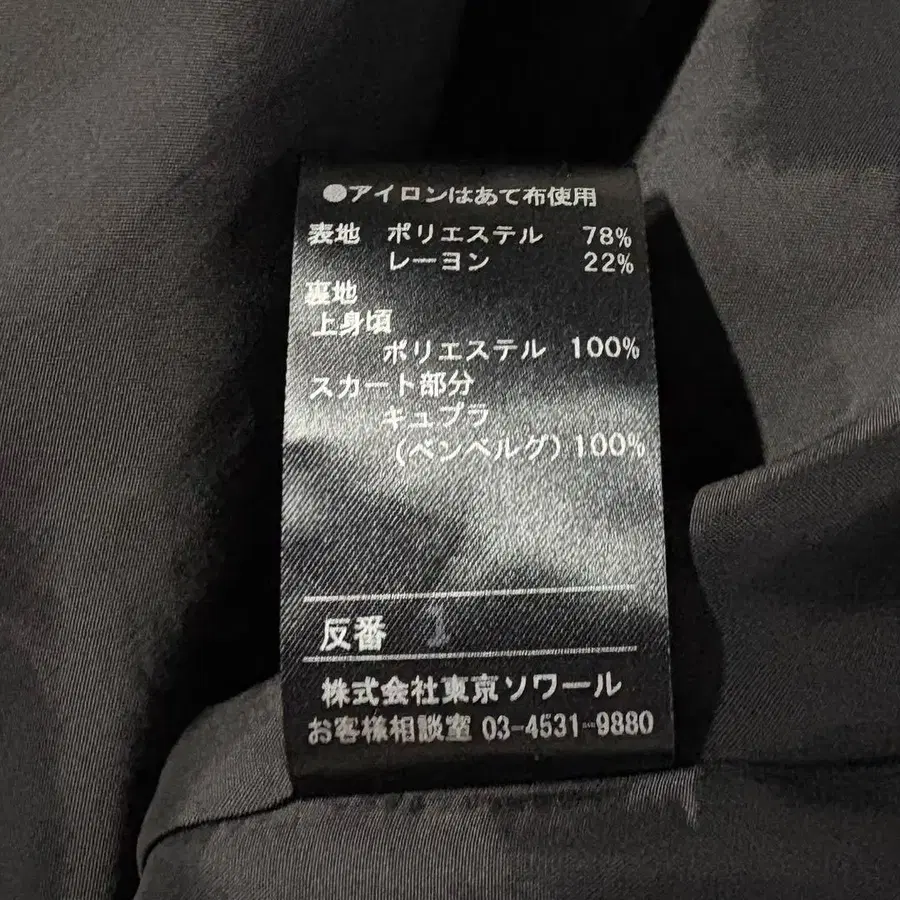 ●アイロンはあて布使用
表地 ポリエステル 78%
レーヨン 22%
裏地
上身頃
ポリエステル 100%
スカート部分
キュプラ
(ベンベルグ) 100%
反番 1
株式会社東京ソワール
お客様相談室 03-4531-9880